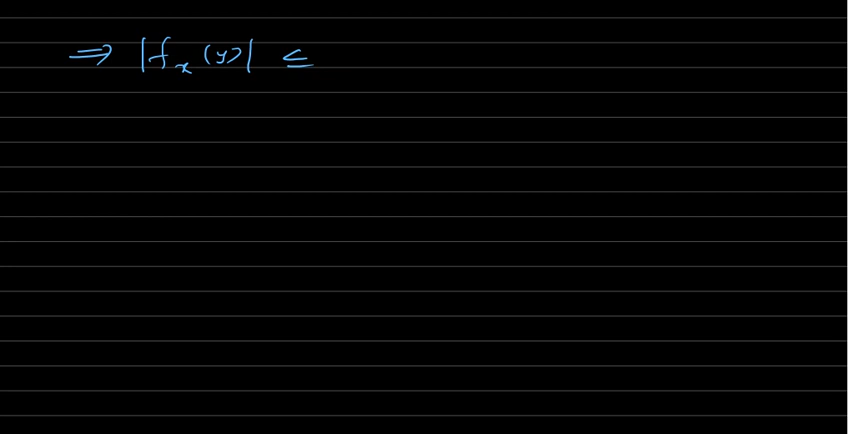 ⇒ |f_x (y)| ≤